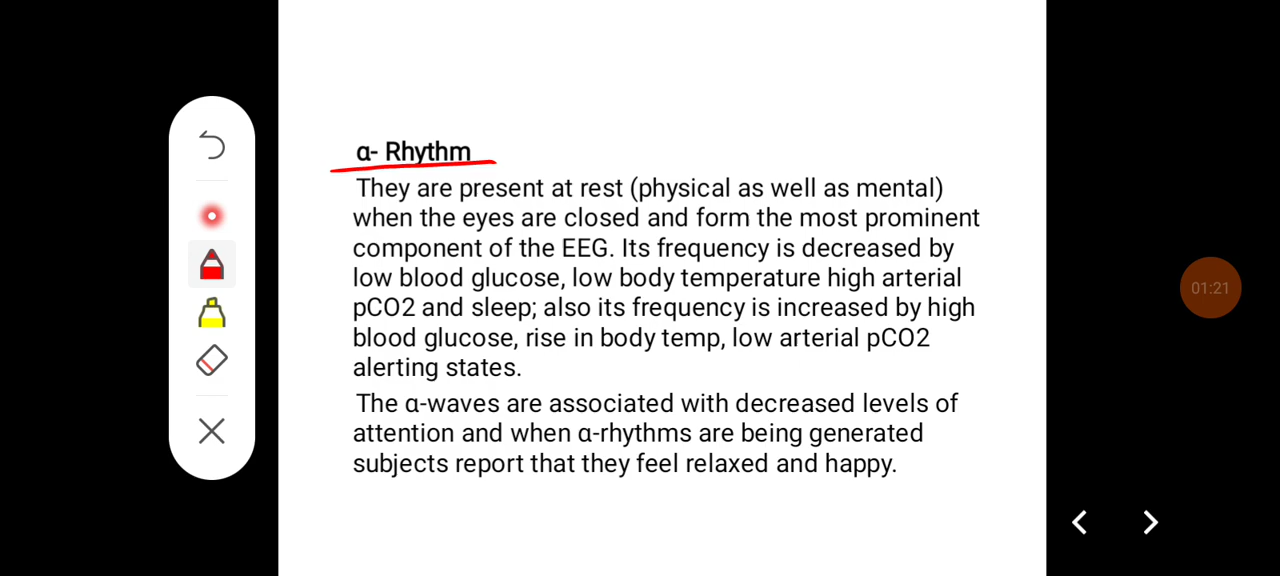 α- Rhythm
They are present at rest (physical as well as mental)
when the eyes are closed and form the most prominent
component of the EEG. Its frequency is decreased by
low blood glucose, low body temperature high arterial
pCO2 and sleep; also its frequency is increased by high
blood glucose, rise in body temp, low arterial pCO2
alerting states.
The α-waves are associated with decreased levels of
attention and when α-rhythms are being generated
subjects report that they feel relaxed and happy.
01:21